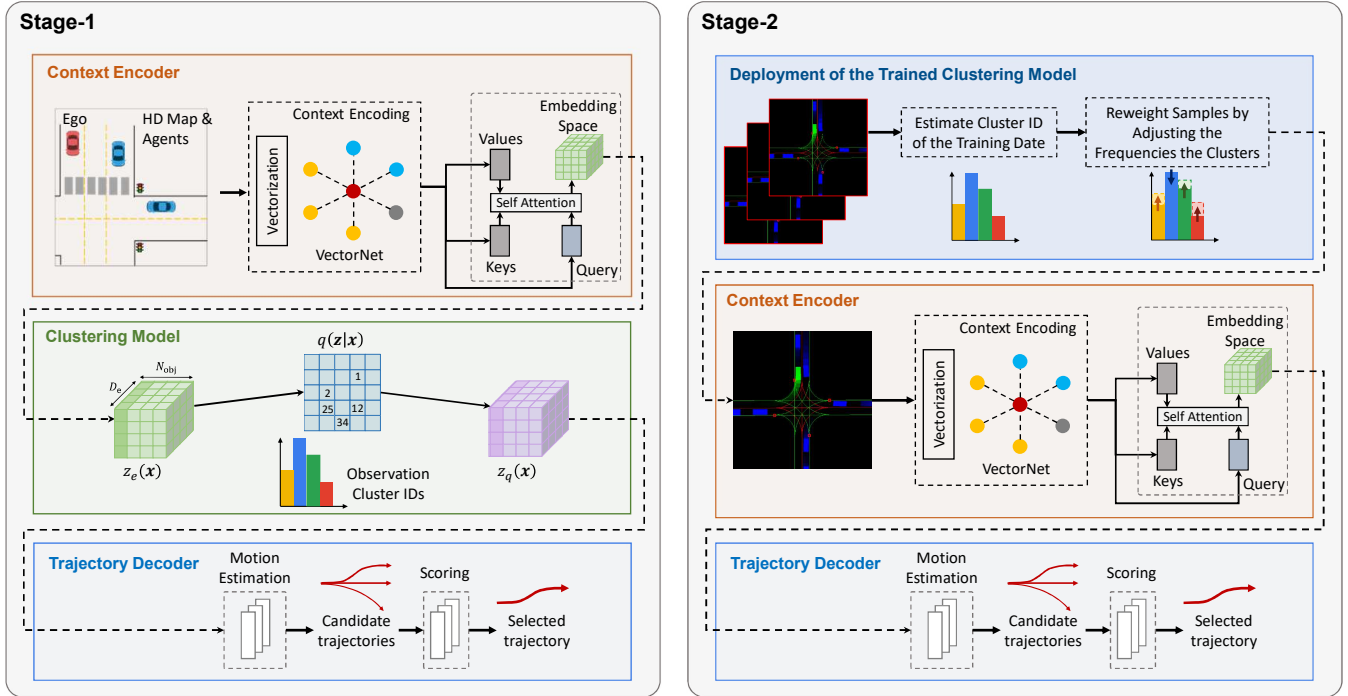 Stage-1
Context Encoder
Ego
HD Map &
Agents
Vectorization
Context Encoding
VectorNet
Values
Embedding
Space
Self Attention
Keys
Query
Clustering Model
D_e
N_obj
z_e(x)
q(z|x)
1
2
25
12
34
Observation
Cluster IDs
z_q(x)
Trajectory Decoder
Motion
Estimation
Candidate
trajectories
Scoring
Selected
trajectory
Stage-2
Deployment of the Trained Clustering Model
Estimate Cluster ID
of the Training Date
Reweight Samples by
Adjusting the
Frequencies the Clusters
Context Encoder
Vectorization
Context Encoding
VectorNet
Values
Embedding
Space
Self Attention
Keys
Query
Trajectory Decoder
Motion
Estimation
Candidate
trajectories
Scoring
Selected
trajectory